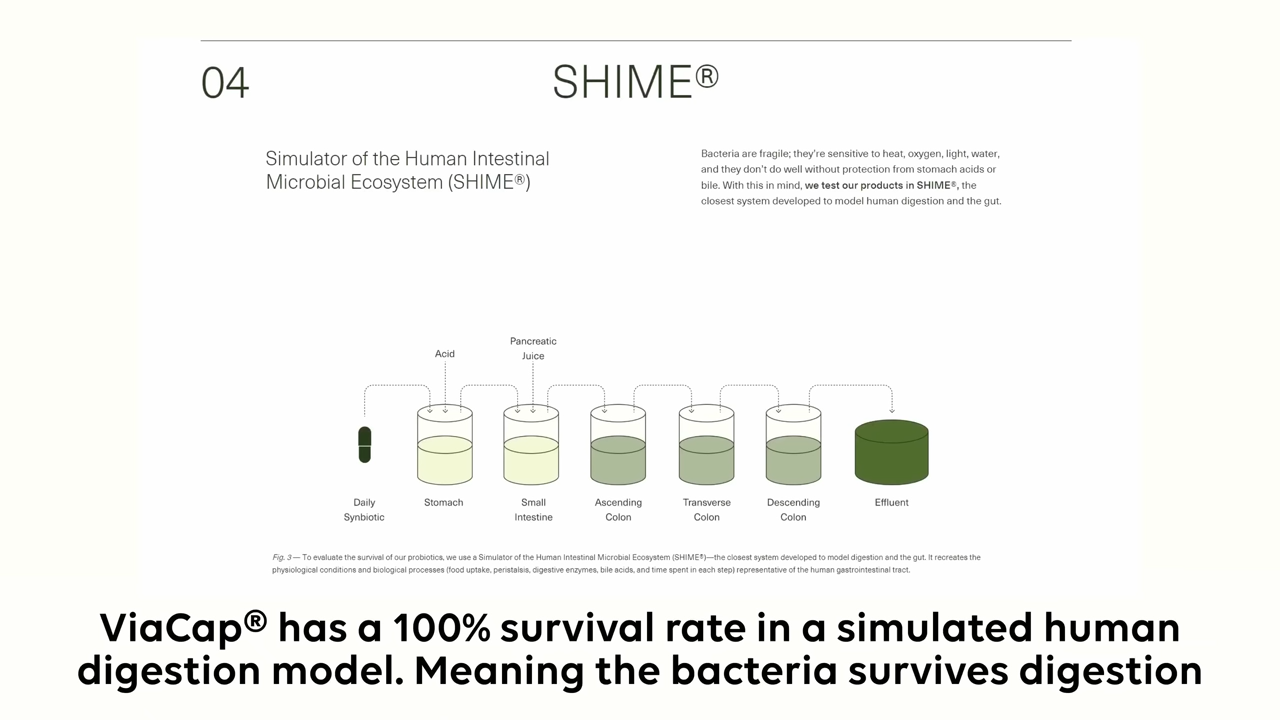 04
SHIME®
Simulator of the Human Intestinal
Microbial Ecosystem (SHIME®)
Bacteria are fragile; they're sensitive to heat, oxygen, light, water,
and they don't do well without protection from stomach acids or
bile. With this in mind, we test our products in SHIME®, the
closest system developed to model human digestion and the gut.
Acid
Pancreatic
Juice
Daily
Synbiotic
Stomach
Small
Intestine
Ascending
Colon
Transverse
Colon
Descending
Colon
Effluent
Fig. 3 — To evaluate the survival of our probiotics, we use a Simulator of the Human Intestinal Microbial Ecosystem (SHIME®)—the closest system developed to model digestion and the gut. It recreates the
physiological conditions and biological processes (food uptake, peristalsis, digestive enzymes, bile acids, and time spent in each step) representative of the human gastrointestinal tract.
ViaCap® has a 100% survival rate in a simulated human
digestion model. Meaning the bacteria survives digestion